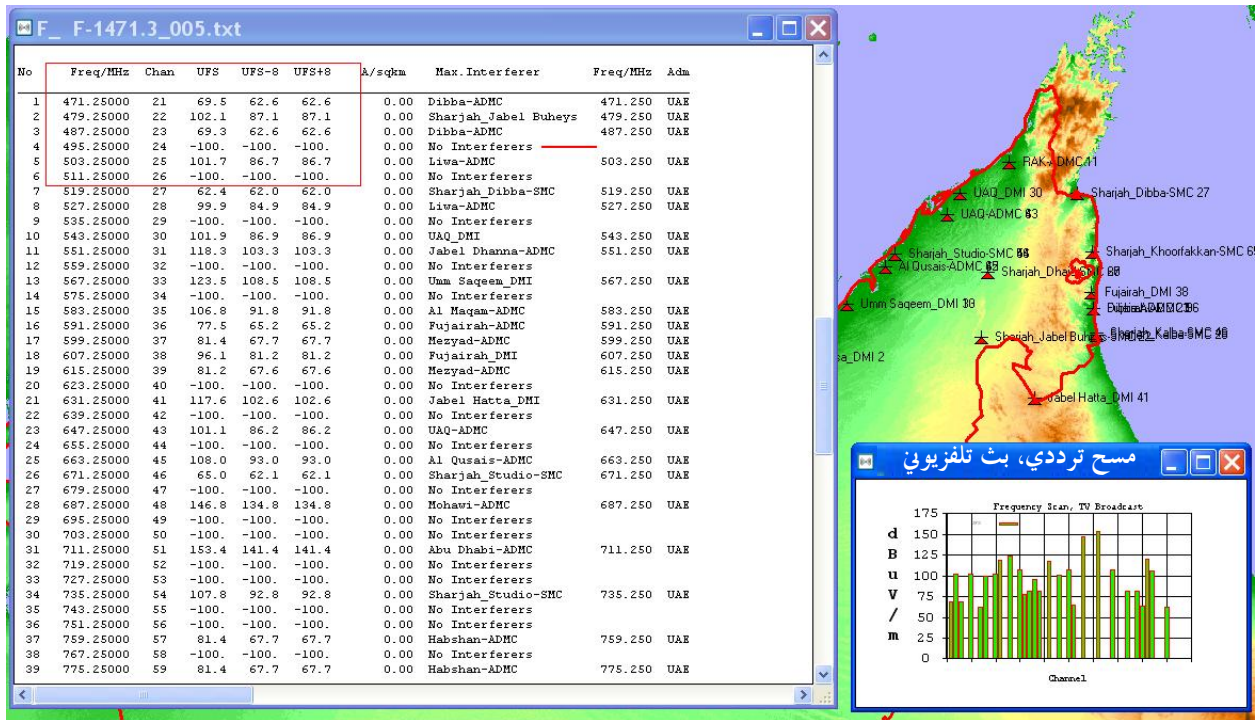 F_ F-1471.3_005.txt
No Freq/MHz Chan UFS UFS-8 UFS+8 A/sqkm Max.Interferer Freq/MHz Adm
1 471.25000 21 69.5 62.6 62.6 0.00 Dibba-ADMC 471.250 UAE
2 479.25000 22 102.1 87.1 87.1 0.00 Sharjah_Jabel Buheys 479.250 UAE
3 487.25000 23 69.3 62.6 62.6 0.00 Dibba-ADMC 487.250 UAE
4 495.25000 24 -100. -100. -100. 0.00 No Interferers
5 503.25000 25 101.7 86.7 86.7 0.00 Liwa-ADMC 503.250 UAE
6 511.25000 26 -100. -100. -100. 0.00 No Interferers
7 519.25000 27 62.4 62.0 62.0 0.00 Sharjah_Dibba-SMC 519.250 UAE
8 527.25000 28 99.9 84.9 84.9 0.00 Liwa-ADMC 527.250 UAE
9 535.25000 29 -100. -100. -100. 0.00 No Interferers
10 543.25000 30 101.9 86.9 86.9 0.00 UAQ_DMI 543.250 UAE
11 551.25000 31 118.3 103.3 103.3 0.00 Jabel Dhanna-ADMC 551.250 UAE
12 559.25000 32 -100. -100. -100. 0.00 No Interferers
13 567.25000 33 123.5 108.5 108.5 0.00 Umm Saqeem_DMI 567.250 UAE
14 575.25000 34 -100. -100. -100. 0.00 No Interferers
15 583.25000 35 106.8 91.8 91.8 0.00 Al Maqam-ADMC 583.250 UAE
16 591.25000 36 77.5 65.2 65.2 0.00 Fujairah-ADMC 591.250 UAE
17 599.25000 37 81.4 67.7 67.7 0.00 Mezyad-ADMC 599.250 UAE
18 607.25000 38 96.1 81.2 81.2 0.00 Fujairah_DMI 607.250 UAE
19 615.25000 39 81.2 67.6 67.6 0.00 Mezyad-ADMC 615.250 UAE
20 623.25000 40 -100. -100. -100. 0.00 No Interferers
21 631.25000 41 117.6 102.6 102.6 0.00 Jabel Hatta_DMI 631.250 UAE
22 639.25000 42 -100. -100. -100. 0.00 No Interferers
23 647.25000 43 101.1 86.2 86.2 0.00 UAQ-ADMC 647.250 UAE
24 655.25000 44 -100. -100. -100. 0.00 No Interferers
25 663.25000 45 108.0 93.0 93.0 0.00 Al Qusais-ADMC 663.250 UAE
26 671.25000 46 65.0 62.1 62.1 0.00 Sharjah_Studio-SMC 671.250 UAE
27 679.25000 47 -100. -100. -100. 0.00 No Interferers
28 687.25000 48 146.8 134.8 134.8 0.00 Mohawi-ADMC 687.250 UAE
29 695.25000 49 -100. -100. -100. 0.00 No Interferers
30 703.25000 50 -100. -100. -100. 0.00 No Interferers
31 711.25000 51 153.4 141.4 141.4 0.00 Abu Dhabi-ADMC 711.250 UAE
32 719.25000 52 -100. -100. -100. 0.00 No Interferers
33 727.25000 53 -100. -100. -100. 0.00 No Interferers
34 735.25000 54 107.8 92.8 92.8 0.00 Sharjah_Studio-SMC 735.250 UAE
35 743.25000 55 -100. -100. -100. 0.00 No Interferers
36 751.25000 56 -100. -100. -100. 0.00 No Interferers
37 759.25000 57 81.4 67.7 67.7 0.00 Habshan-ADMC 759.250 UAE
38 767.25000 58 -100. -100. -100. 0.00 No Interferers
39 775.25000 59 81.4 67.7 67.7 0.00 Habshan-ADMC 775.250 UAE
UAQ_DMI 30
Sharjah_Dibba-SMC 27
UAQ-ADMC
Sharjah_Studio-SMC
Sharjah_Khoorfakkan-SMC
Al Qusais-ADMC
Fujairah_DMI 38
Umm Saqeem_DMI
Sharjah_Jabel
Sharjah_Kalba-SMC
DMI 2
Jabel Hatta_DMI 41
مسح ترددي، بث تلفزيوني
Frequency Scan, TV Broadcast
dBuV/m
175
150
125
100
75
50
25
0
Channel